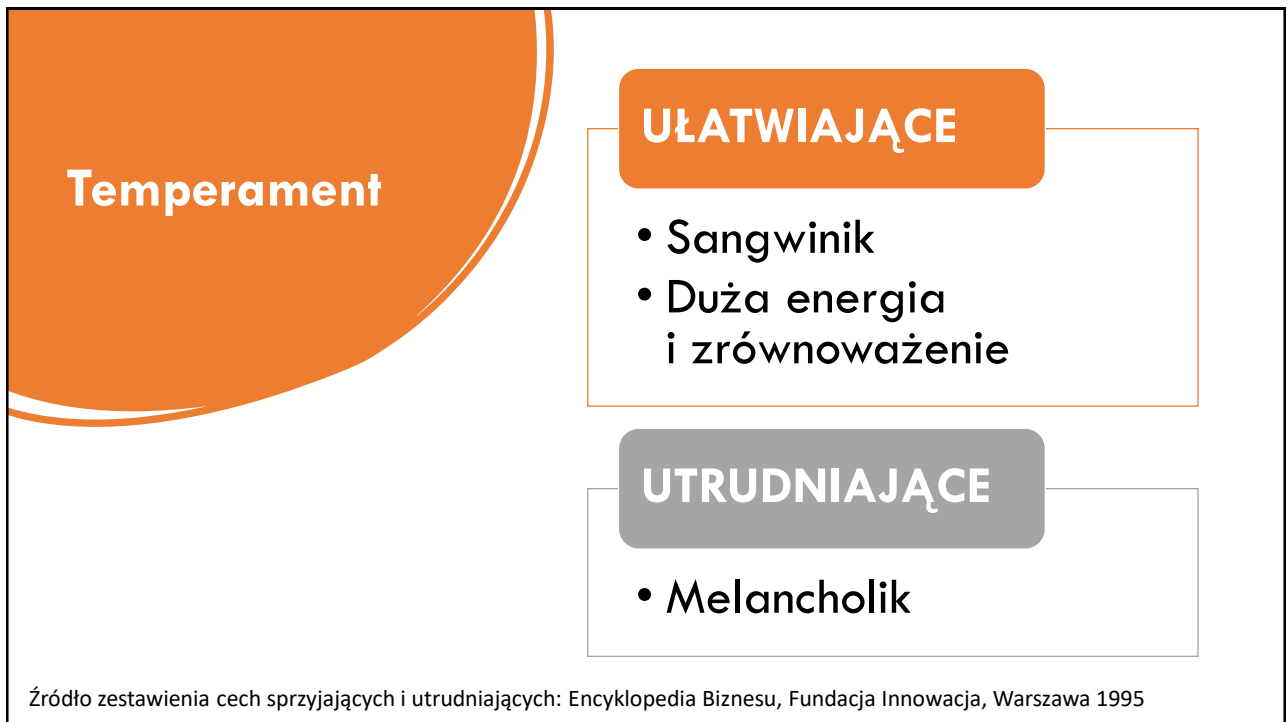 Temperament
UŁATWIAJĄCE
• Sangwinik
• Duża energia
i zrównoważenie
UTRUDNIAJĄCE
• Melancholik
Źródło zestawienia cech sprzyjających i utrudniających: Encyklopedia Biznesu, Fundacja Innowacja, Warszawa 1995